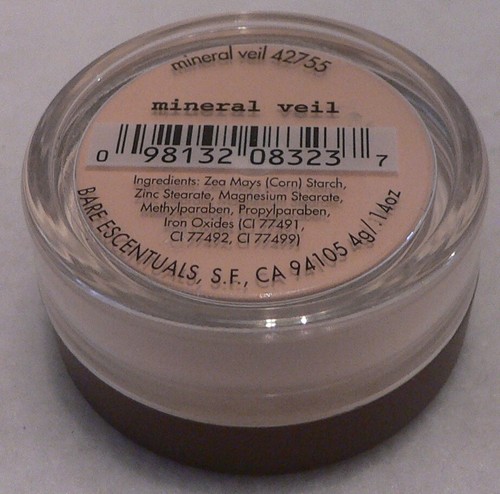 mineral veil 42755
mineral veil
0 98132 08323 7
Ingredients: Zea Mays (Corn) Starch,
Zinc Stearate, Magnesium Stearate,
Methylparaben, Propylparaben,
Iron Oxides (CI 77491,
CI 77492, CI 77499)
BARE ESCENTUALS, S.F., CA 94105 4g/.14oz